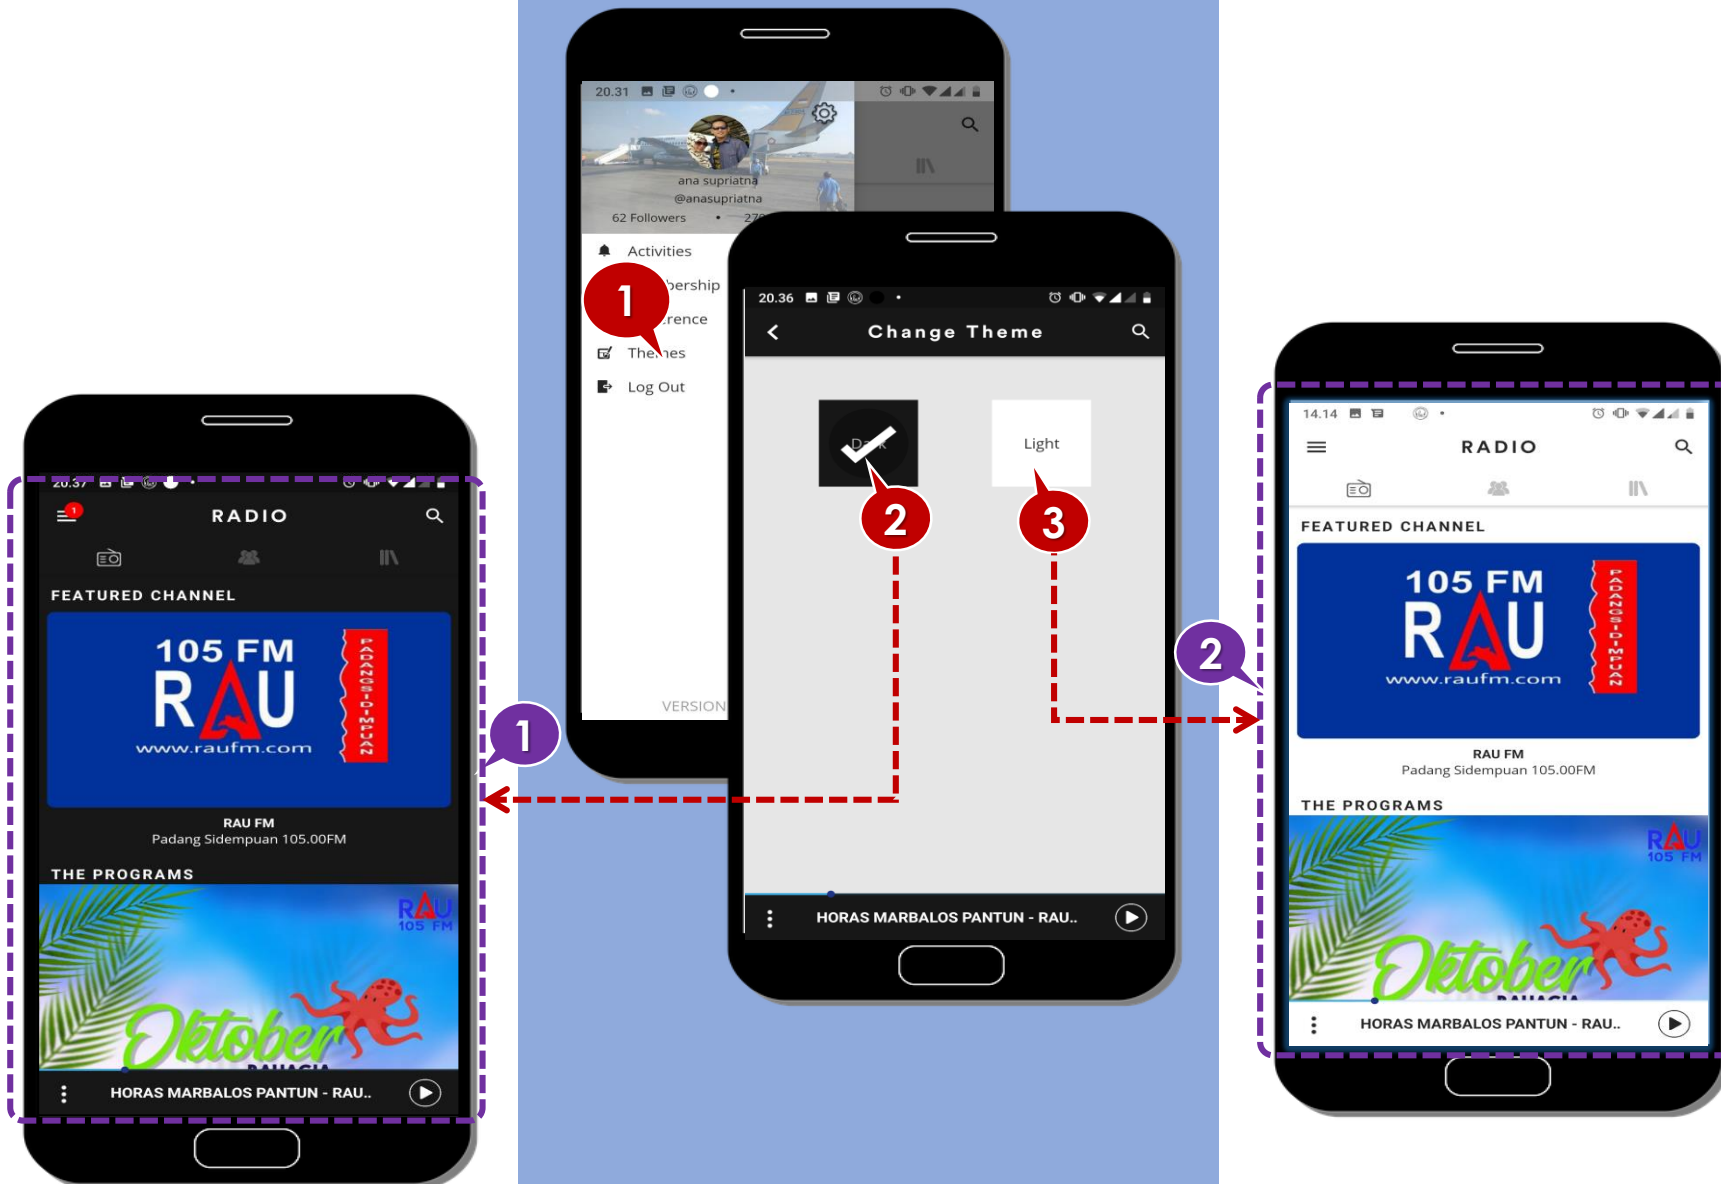 20.31
ana supriatna
@anasupriatna
62 Followers
Activities
Themes
Log Out
VERSION
1
20.36
Change Theme
Light
2
3
HORAS MARBALOS PANTUN - RAU..
20.37
1
RADIO
FEATURED CHANNEL
105 FM
RAU
www.raufm.com
PADANGSIDIMPUAN
RAU FM
Padang Sidempuan 105.00FM
THE PROGRAMS
RAU
105 FM
Oktober
BAHAGIA
HORAS MARBALOS PANTUN - RAU..
1
14.14
RADIO
FEATURED CHANNEL
105 FM
RAU
www.raufm.com
PADANGSIDIMPUAN
RAU FM
Padang Sidempuan 105.00FM
THE PROGRAMS
RAU
105 FM
Oktober
HORAS MARBALOS PANTUN - RAU..
2